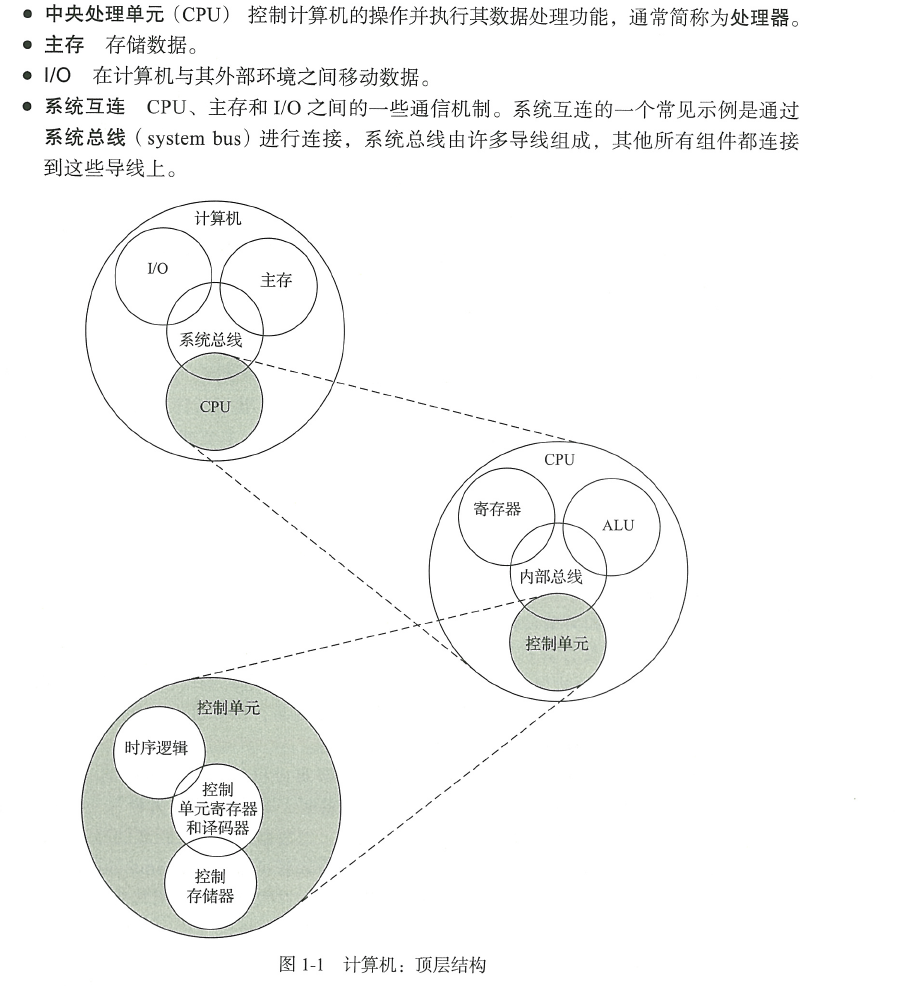 ● 中央处理单元（CPU） 控制计算机的操作并执行其数据处理功能，通常简称为处理器。
● 主存 存储数据。
● I/O 在计算机与其外部环境之间移动数据。
● 系统互连 CPU、主存和 I/O 之间的一些通信机制。系统互连的一个常见示例是通过
系统总线（system bus）进行连接，系统总线由许多导线组成，其他所有组件都连接
到这些导线上。
计算机
I/O
主存
系统总线
CPU
CPU
寄存器
ALU
内部总线
控制单元
控制单元
时序逻辑
控制
单元寄存器
和译码器
控制
存储器
图 1-1 计算机：顶层结构